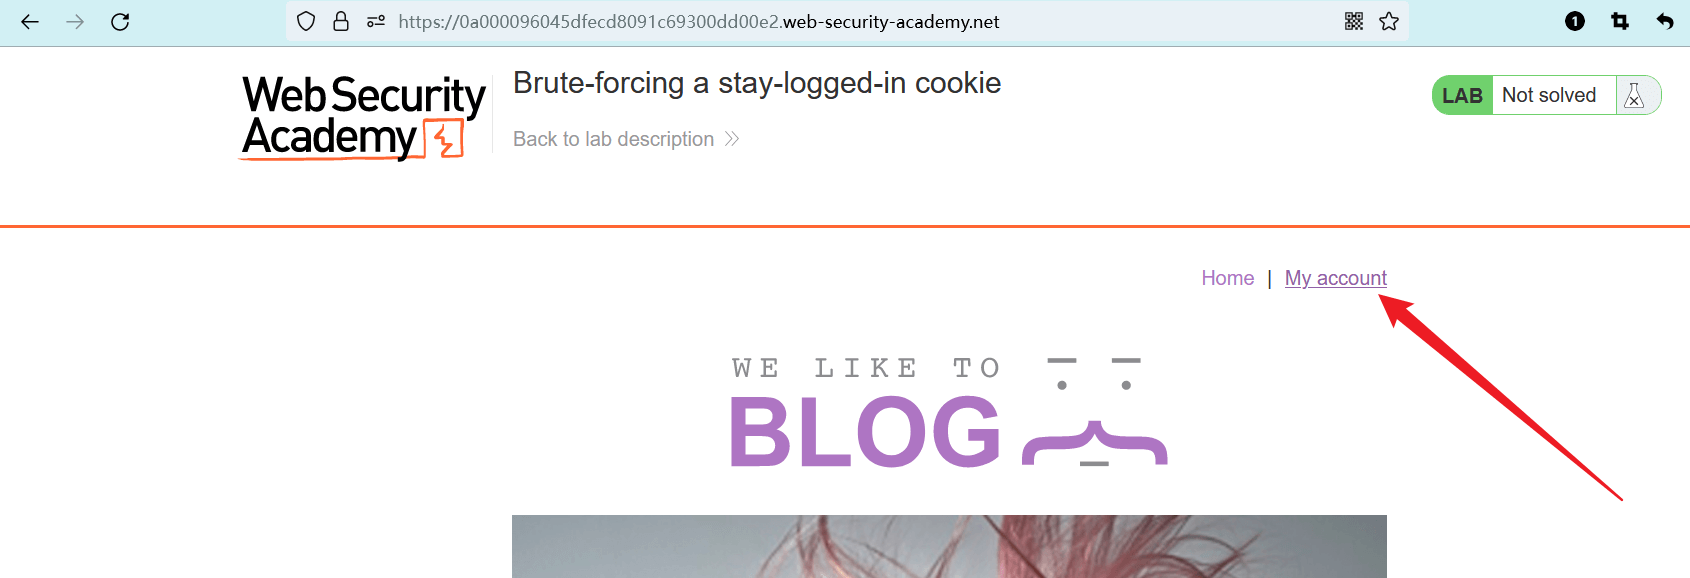 https://0a000096045dfecd8091c69300dd00e2.web-security-academy.net
1
Web Security
Academy
Brute-forcing a stay-logged-in cookie
Back to lab description
LAB Not solved
Home | My account
WE LIKE TO
BLOG